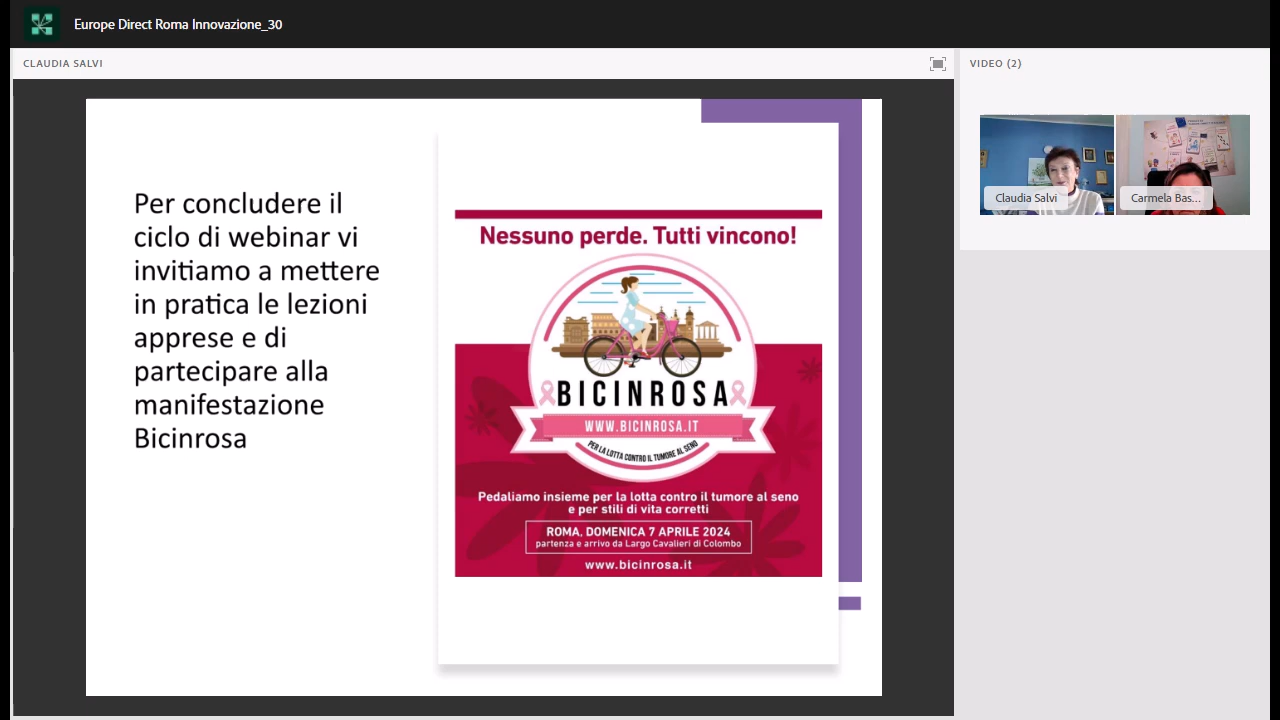 Europe Direct Roma Innovazione_30
CLAUDIA SALVI
VIDEO (2)
Claudia Salvi
Carmela Bas...
Per concludere il
ciclo di webinar vi
invitiamo a mettere
in pratica le lezioni
apprese e di
partecipare alla
manifestazione
Bicinrosa
Nessuno perde. Tutti vincono!
BICINROSA
WWW.BICINROSA.IT
PER LA LOTTA CONTRO IL TUMORE AL SENO
Pedaliamo insieme per la lotta contro il tumore al seno
e per stili di vita corretti
ROMA, DOMENICA 7 APRILE 2024
partenza e arrivo da Largo Cavalieri di Colombo
www.bicinrosa.it